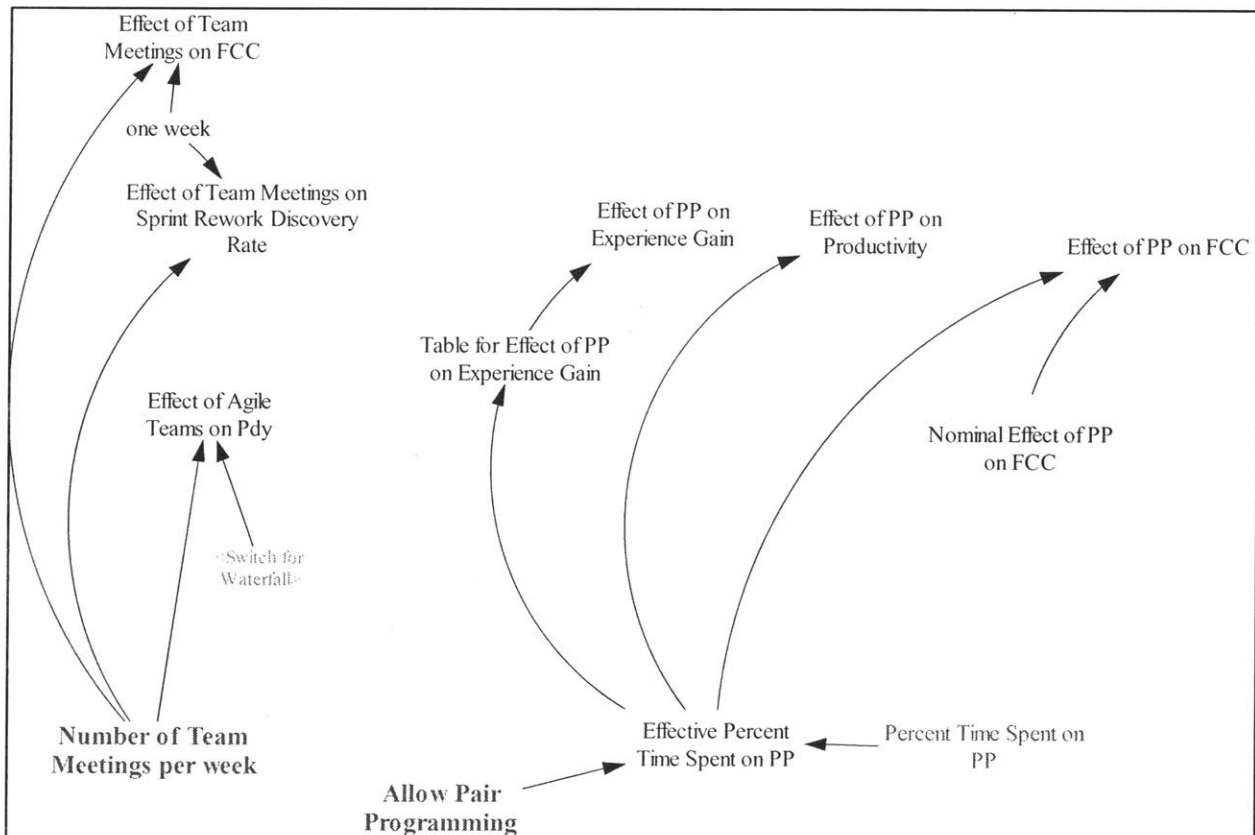 Effect of Team
Meetings on FCC
one week
Effect of Team Meetings on
Sprint Rework Discovery
Rate
Effect of PP on
Experience Gain
Effect of PP on
Productivity
Effect of PP on FCC
Table for Effect of PP
on Experience Gain
Effect of Agile
Teams on Pdy
Nominal Effect of PP
on FCC
<Switch for
Waterfall>
Number of Team
Meetings per week
Effective Percent
Time Spent on PP
Percent Time Spent on
PP
Allow Pair
Programming